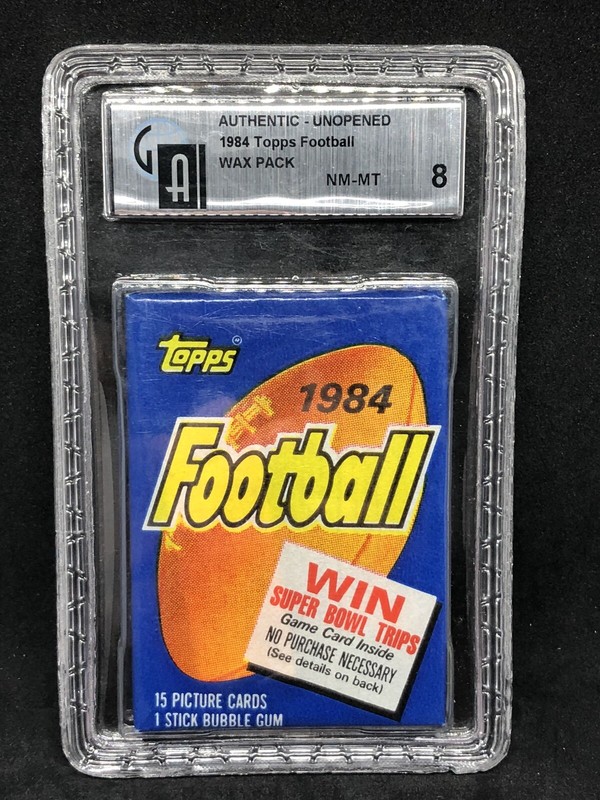 AUTHENTIC - UNOPENED
1984 Topps Football
WAX PACK
NM-MT 8
GAI
topps™
1984
Football
WIN
SUPER BOWL TRIPS
Game Card Inside
NO PURCHASE NECESSARY
(See details on back)
15 PICTURE CARDS
1 STICK BUBBLE GUM